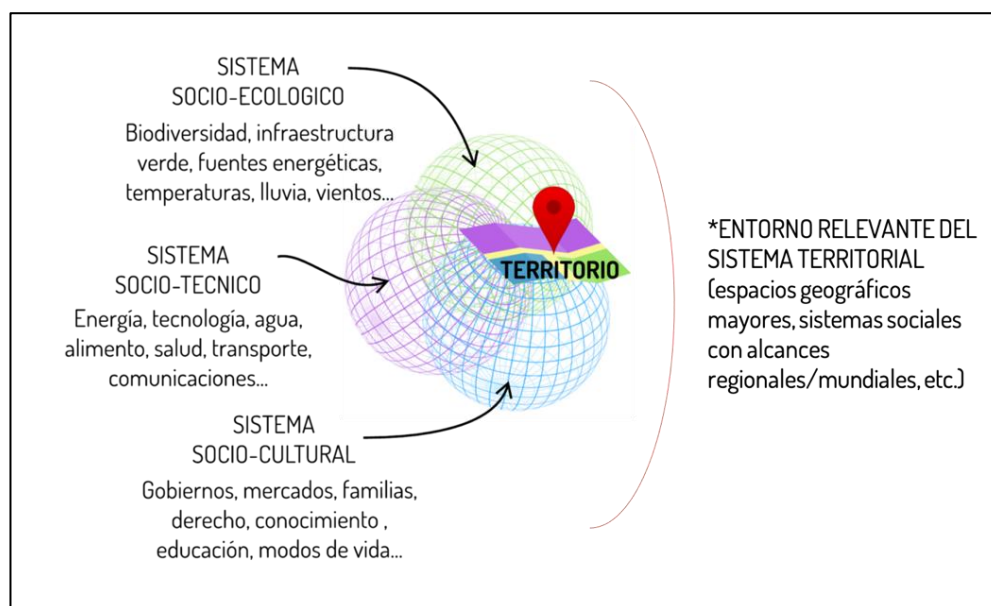 SISTEMA
SOCIO-ECOLOGICO
Biodiversidad, infraestructura
verde, fuentes energéticas,
temperaturas, lluvia, vientos...
SISTEMA
SOCIO-TECNICO
Energía, tecnología, agua,
alimento, salud, transporte,
comunicaciones...
SISTEMA
SOCIO-CULTURAL
Gobiernos, mercados, familias,
derecho, conocimiento ,
educación, modos de vida...
TERRITORIO
*ENTORNO RELEVANTE DEL
SISTEMA TERRITORIAL
(espacios geográficos
mayores, sistemas sociales
con alcances
regionales/mundiales, etc.)